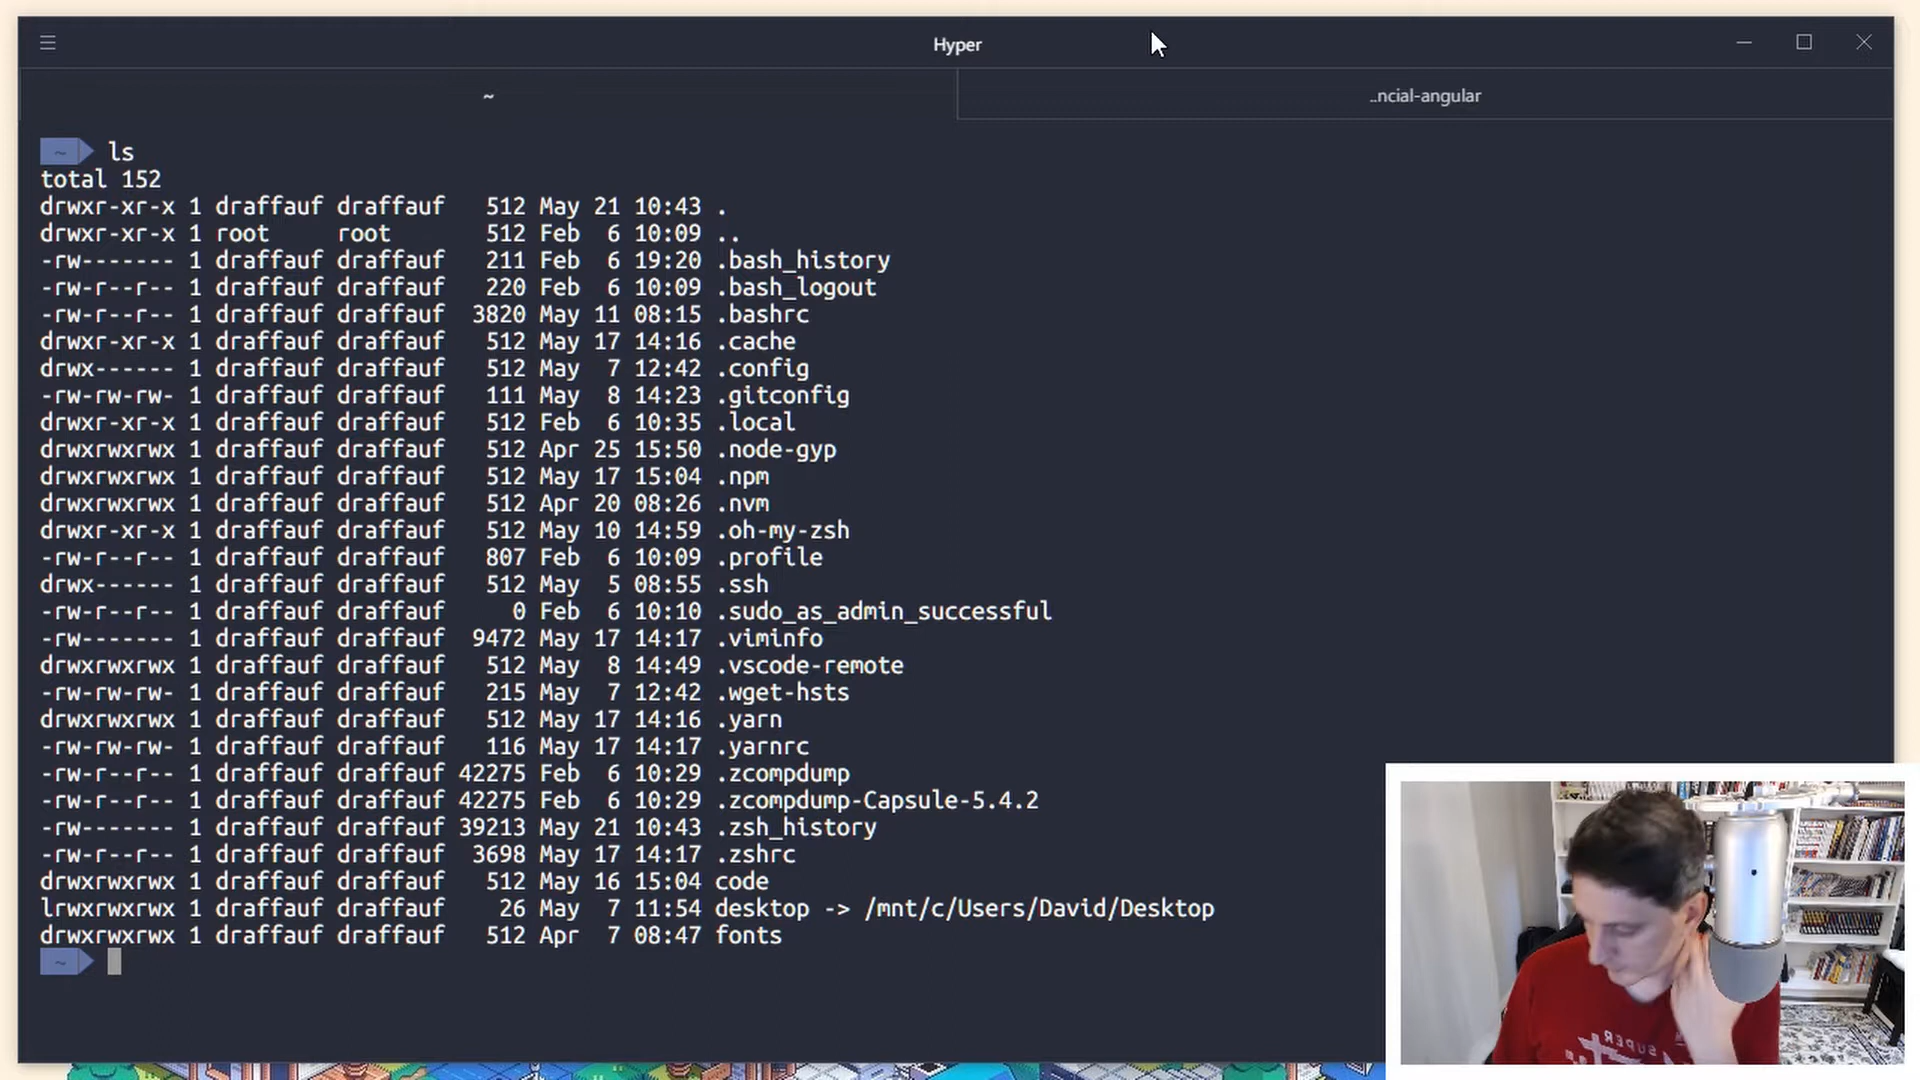 Hyper
~
..ncial-angular
~ ls
total 152
drwxr-xr-x 1 draffauf draffauf   512 May 21 10:43 .
drwxr-xr-x 1 root     root       512 Feb  6 10:09 ..
-rw------- 1 draffauf draffauf   211 Feb  6 19:20 .bash_history
-rw-r--r-- 1 draffauf draffauf   220 Feb  6 10:09 .bash_logout
-rw-r--r-- 1 draffauf draffauf  3820 May 11 08:15 .bashrc
drwxr-xr-x 1 draffauf draffauf   512 May 17 14:16 .cache
drwx------ 1 draffauf draffauf   512 May  7 12:42 .config
-rw-rw-rw- 1 draffauf draffauf   111 May  8 14:23 .gitconfig
drwxr-xr-x 1 draffauf draffauf   512 Feb  6 10:35 .local
drwxrwxrwx 1 draffauf draffauf   512 Apr 25 15:50 .node-gyp
drwxrwxrwx 1 draffauf draffauf   512 May 17 15:04 .npm
drwxrwxrwx 1 draffauf draffauf   512 Apr 20 08:26 .nvm
drwxr-xr-x 1 draffauf draffauf   512 May 10 14:59 .oh-my-zsh
-rw-r--r-- 1 draffauf draffauf   807 Feb  6 10:09 .profile
drwx------ 1 draffauf draffauf   512 May  5 08:55 .ssh
-rw-r--r-- 1 draffauf draffauf     0 Feb  6 10:10 .sudo_as_admin_successful
-rw------- 1 draffauf draffauf  9472 May 17 14:17 .viminfo
drwxrwxrwx 1 draffauf draffauf   512 May  8 14:49 .vscode-remote
-rw-rw-rw- 1 draffauf draffauf   215 May  7 12:42 .wget-hsts
drwxrwxrwx 1 draffauf draffauf   512 May 17 14:16 .yarn
-rw-rw-rw- 1 draffauf draffauf   116 May 17 14:17 .yarnrc
-rw-r--r-- 1 draffauf draffauf 42275 Feb  6 10:29 .zcompdump
-rw-r--r-- 1 draffauf draffauf 42275 Feb  6 10:29 .zcompdump-Capsule-5.4.2
-rw------- 1 draffauf draffauf 39213 May 21 10:43 .zsh_history
-rw-r--r-- 1 draffauf draffauf  3698 May 17 14:17 .zshrc
drwxrwxrwx 1 draffauf draffauf   512 May 16 15:04 code
lrwxrwxrwx 1 draffauf draffauf    26 May  7 11:54 desktop -> /mnt/c/Users/David/Desktop
drwxrwxrwx 1 draffauf draffauf   512 Apr  7 08:47 fonts
~
SUPER